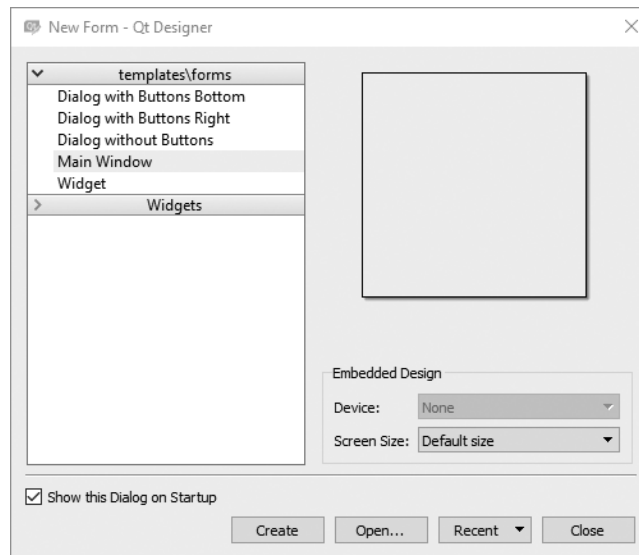 New Form - Qt Designer
templates\forms
Dialog with Buttons Bottom
Dialog with Buttons Right
Dialog without Buttons
Main Window
Widget
Widgets
Embedded Design
Device: None
Screen Size: Default size
Show this Dialog on Startup
Create Open... Recent Close